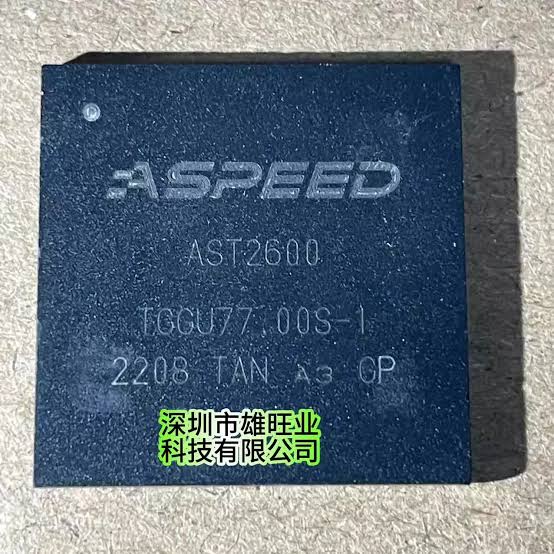 ASPEED
AST2600
TGGU77.00S-1
2208 TAN A3 GP
深圳市雄旺业
科技有限公司